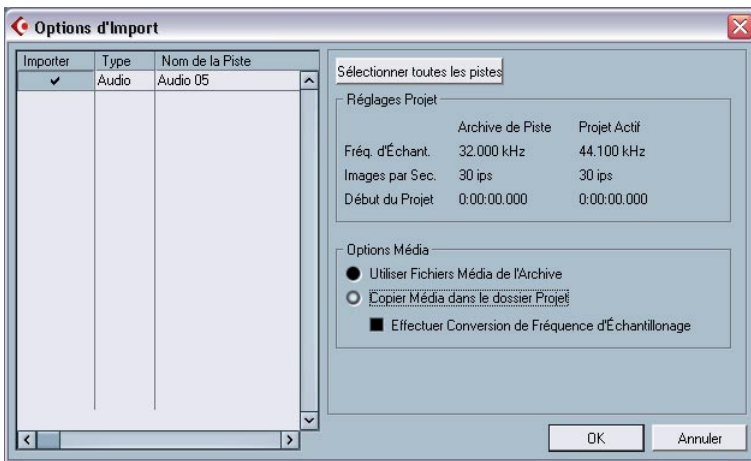 Options d'Import
Importer Type Nom de la Piste
Audio Audio 05
Sélectionner toutes les pistes
Réglages Projet
Archive de Piste Projet Actif
Fréq. d'Échant. 32.000 kHz 44.100 kHz
Images par Sec. 30 ips 30 ips
Début du Projet 0:00:00.000 0:00:00.000
Options Média
Utiliser Fichiers Média de l'Archive
Copier Média dans le dossier Projet
Effectuer Conversion de Fréquence d'Échantillonage
OK Annuler